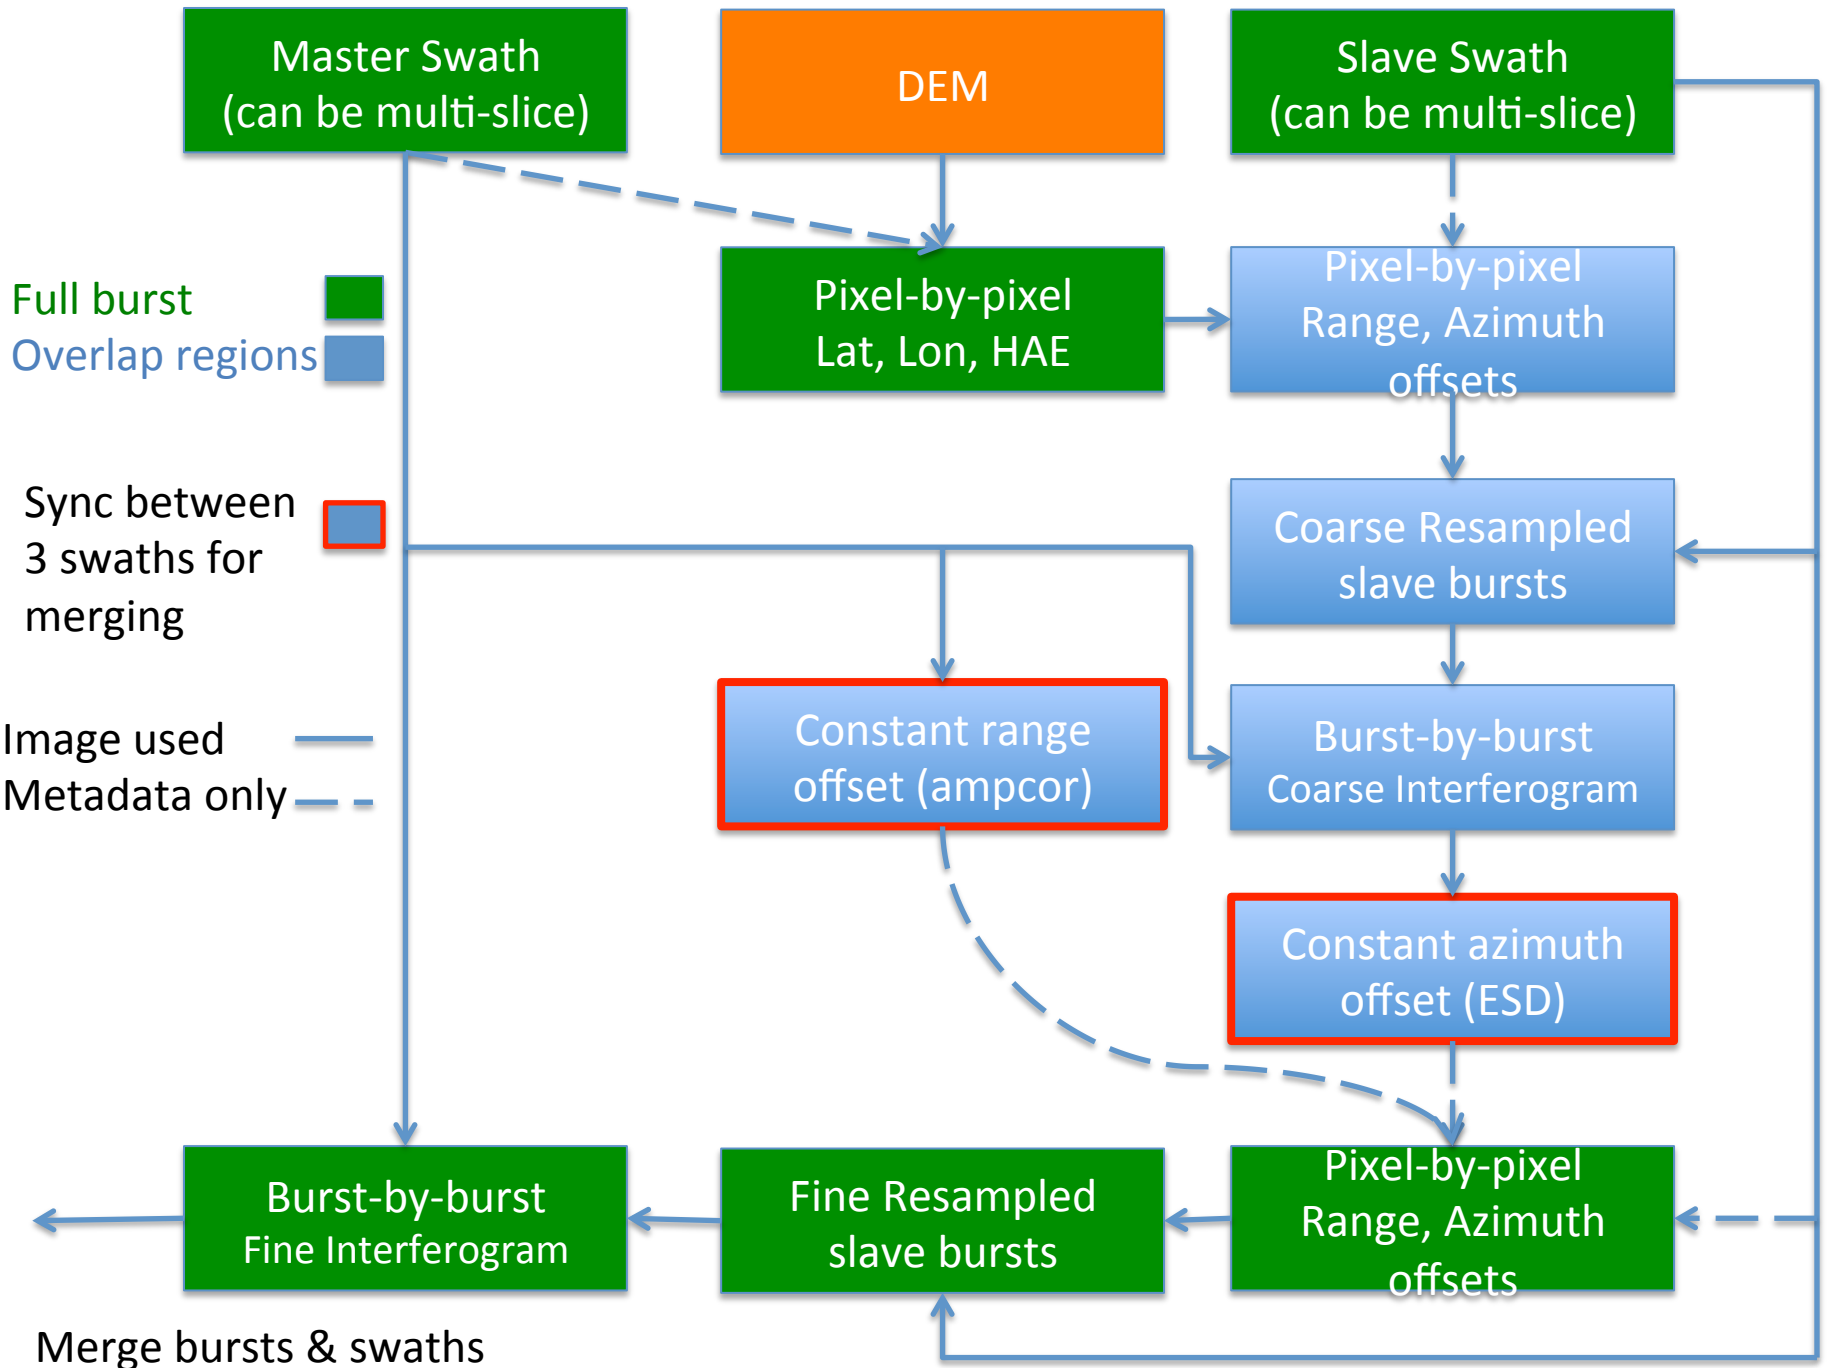 Master Swath
(can be multi-slice)
DEM
Slave Swath
(can be multi-slice)
Full burst
Overlap regions
Pixel-by-pixel
Lat, Lon, HAE
Pixel-by-pixel
Range, Azimuth
offsets
Sync between
3 swaths for
merging
Coarse Resampled
slave bursts
Image used
Metadata only
Constant range
offset (ampcor)
Burst-by-burst
Coarse Interferogram
Constant azimuth
offset (ESD)
Burst-by-burst
Fine Interferogram
Fine Resampled
slave bursts
Pixel-by-pixel
Range, Azimuth
offsets
Merge bursts & swaths